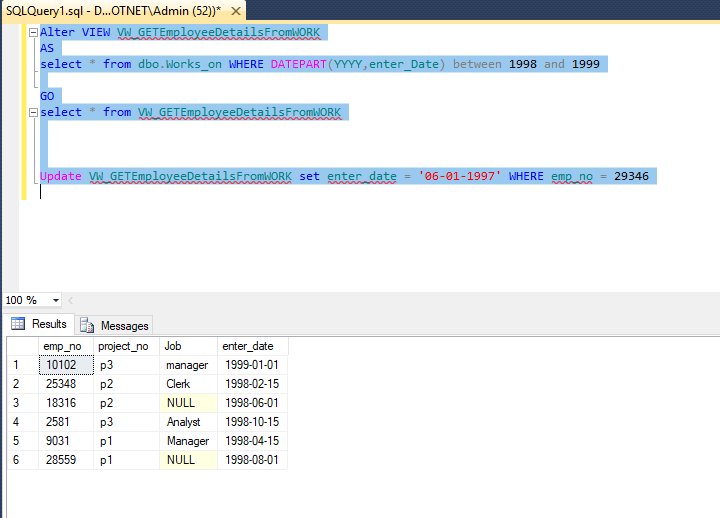 SQLQuery1.sql - D...OTNET\Admin (52))* ×
Alter VIEW VW_GETEmployeeDetailsFromWORK
AS
select * from dbo.Works_on WHERE DATEPART(YYYY,enter_Date) between 1998 and 1999
GO
select * from VW_GETEmployeeDetailsFromWORK
Update VW_GETEmployeeDetailsFromWORK set enter_date = '06-01-1997' WHERE emp_no = 29346
100 %
Results Messages
emp_no project_no Job enter_date
1 10102 p3 manager 1999-01-01
2 25348 p2 Clerk 1998-02-15
3 18316 p2 NULL 1998-06-01
4 2581 p3 Analyst 1998-10-15
5 9031 p1 Manager 1998-04-15
6 28559 p1 NULL 1998-08-01